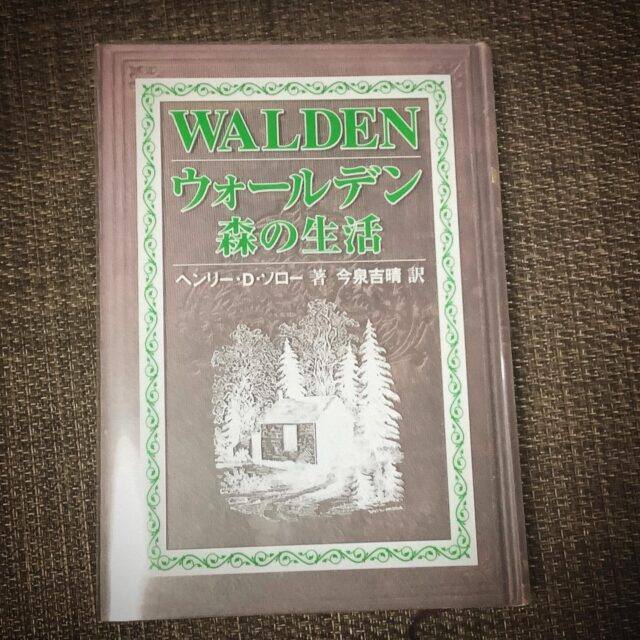 WALDEN
ウォールデン
森の生活
ヘンリー・D・ソロー 著 今泉吉晴 訳